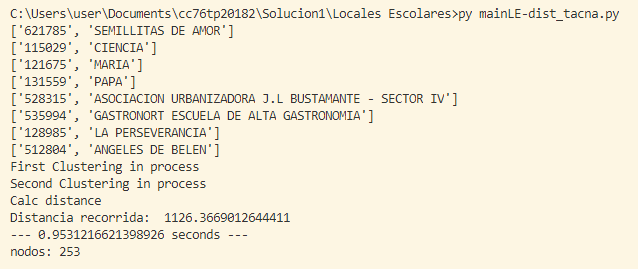 C:\Users\user\Documents\cc76tp20182\Solucion1\Locales Escolares>py mainLE-dist_tacna.py
['621785', 'SEMILLITAS DE AMOR']
['115029', 'CIENCIA']
['121675', 'MARIA']
['131559', 'PAPA']
['528315', 'ASOCIACION URBANIZADORA J.L BUSTAMANTE - SECTOR IV']
['535994', 'GASTRONORT ESCUELA DE ALTA GASTRONOMIA']
['128985', 'LA PERSEVERANCIA']
['512804', 'ANGELES DE BELEN']
First Clustering in process
Second Clustering in process
Calc distance
Distancia recorrida:  1126.3669012644411
--- 0.9531216621398926 seconds ---
nodos: 253